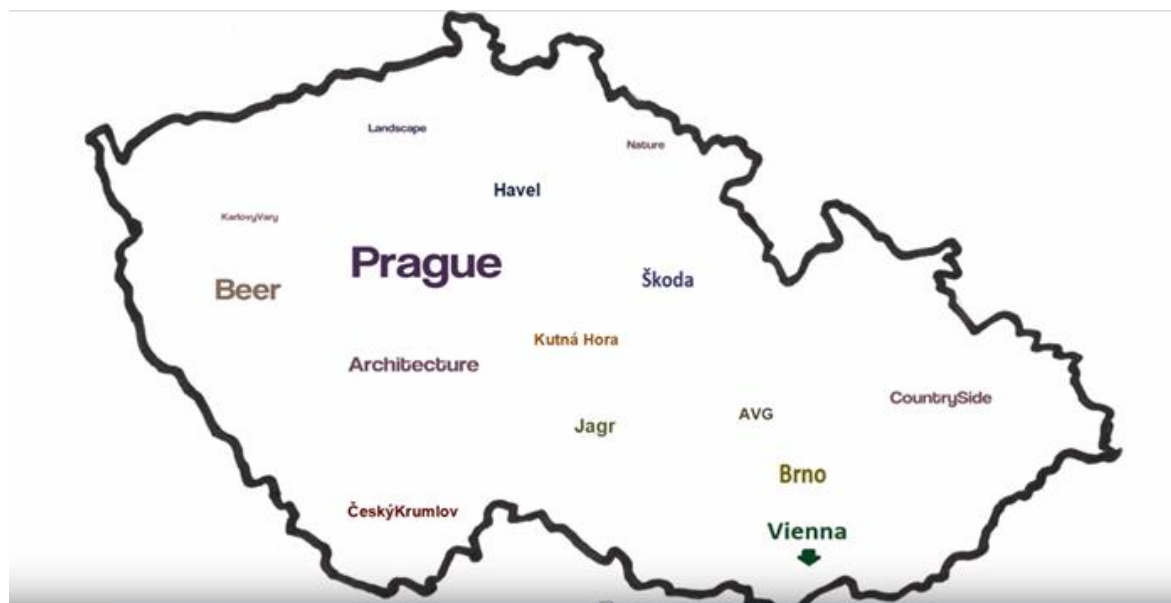 Landscape
Nature
Havel
KarlovyVary
Prague
Škoda
Beer
Kutná Hora
Architecture
CountrySide
AVG
Jagr
Brno
ČeskýKrumlov
Vienna